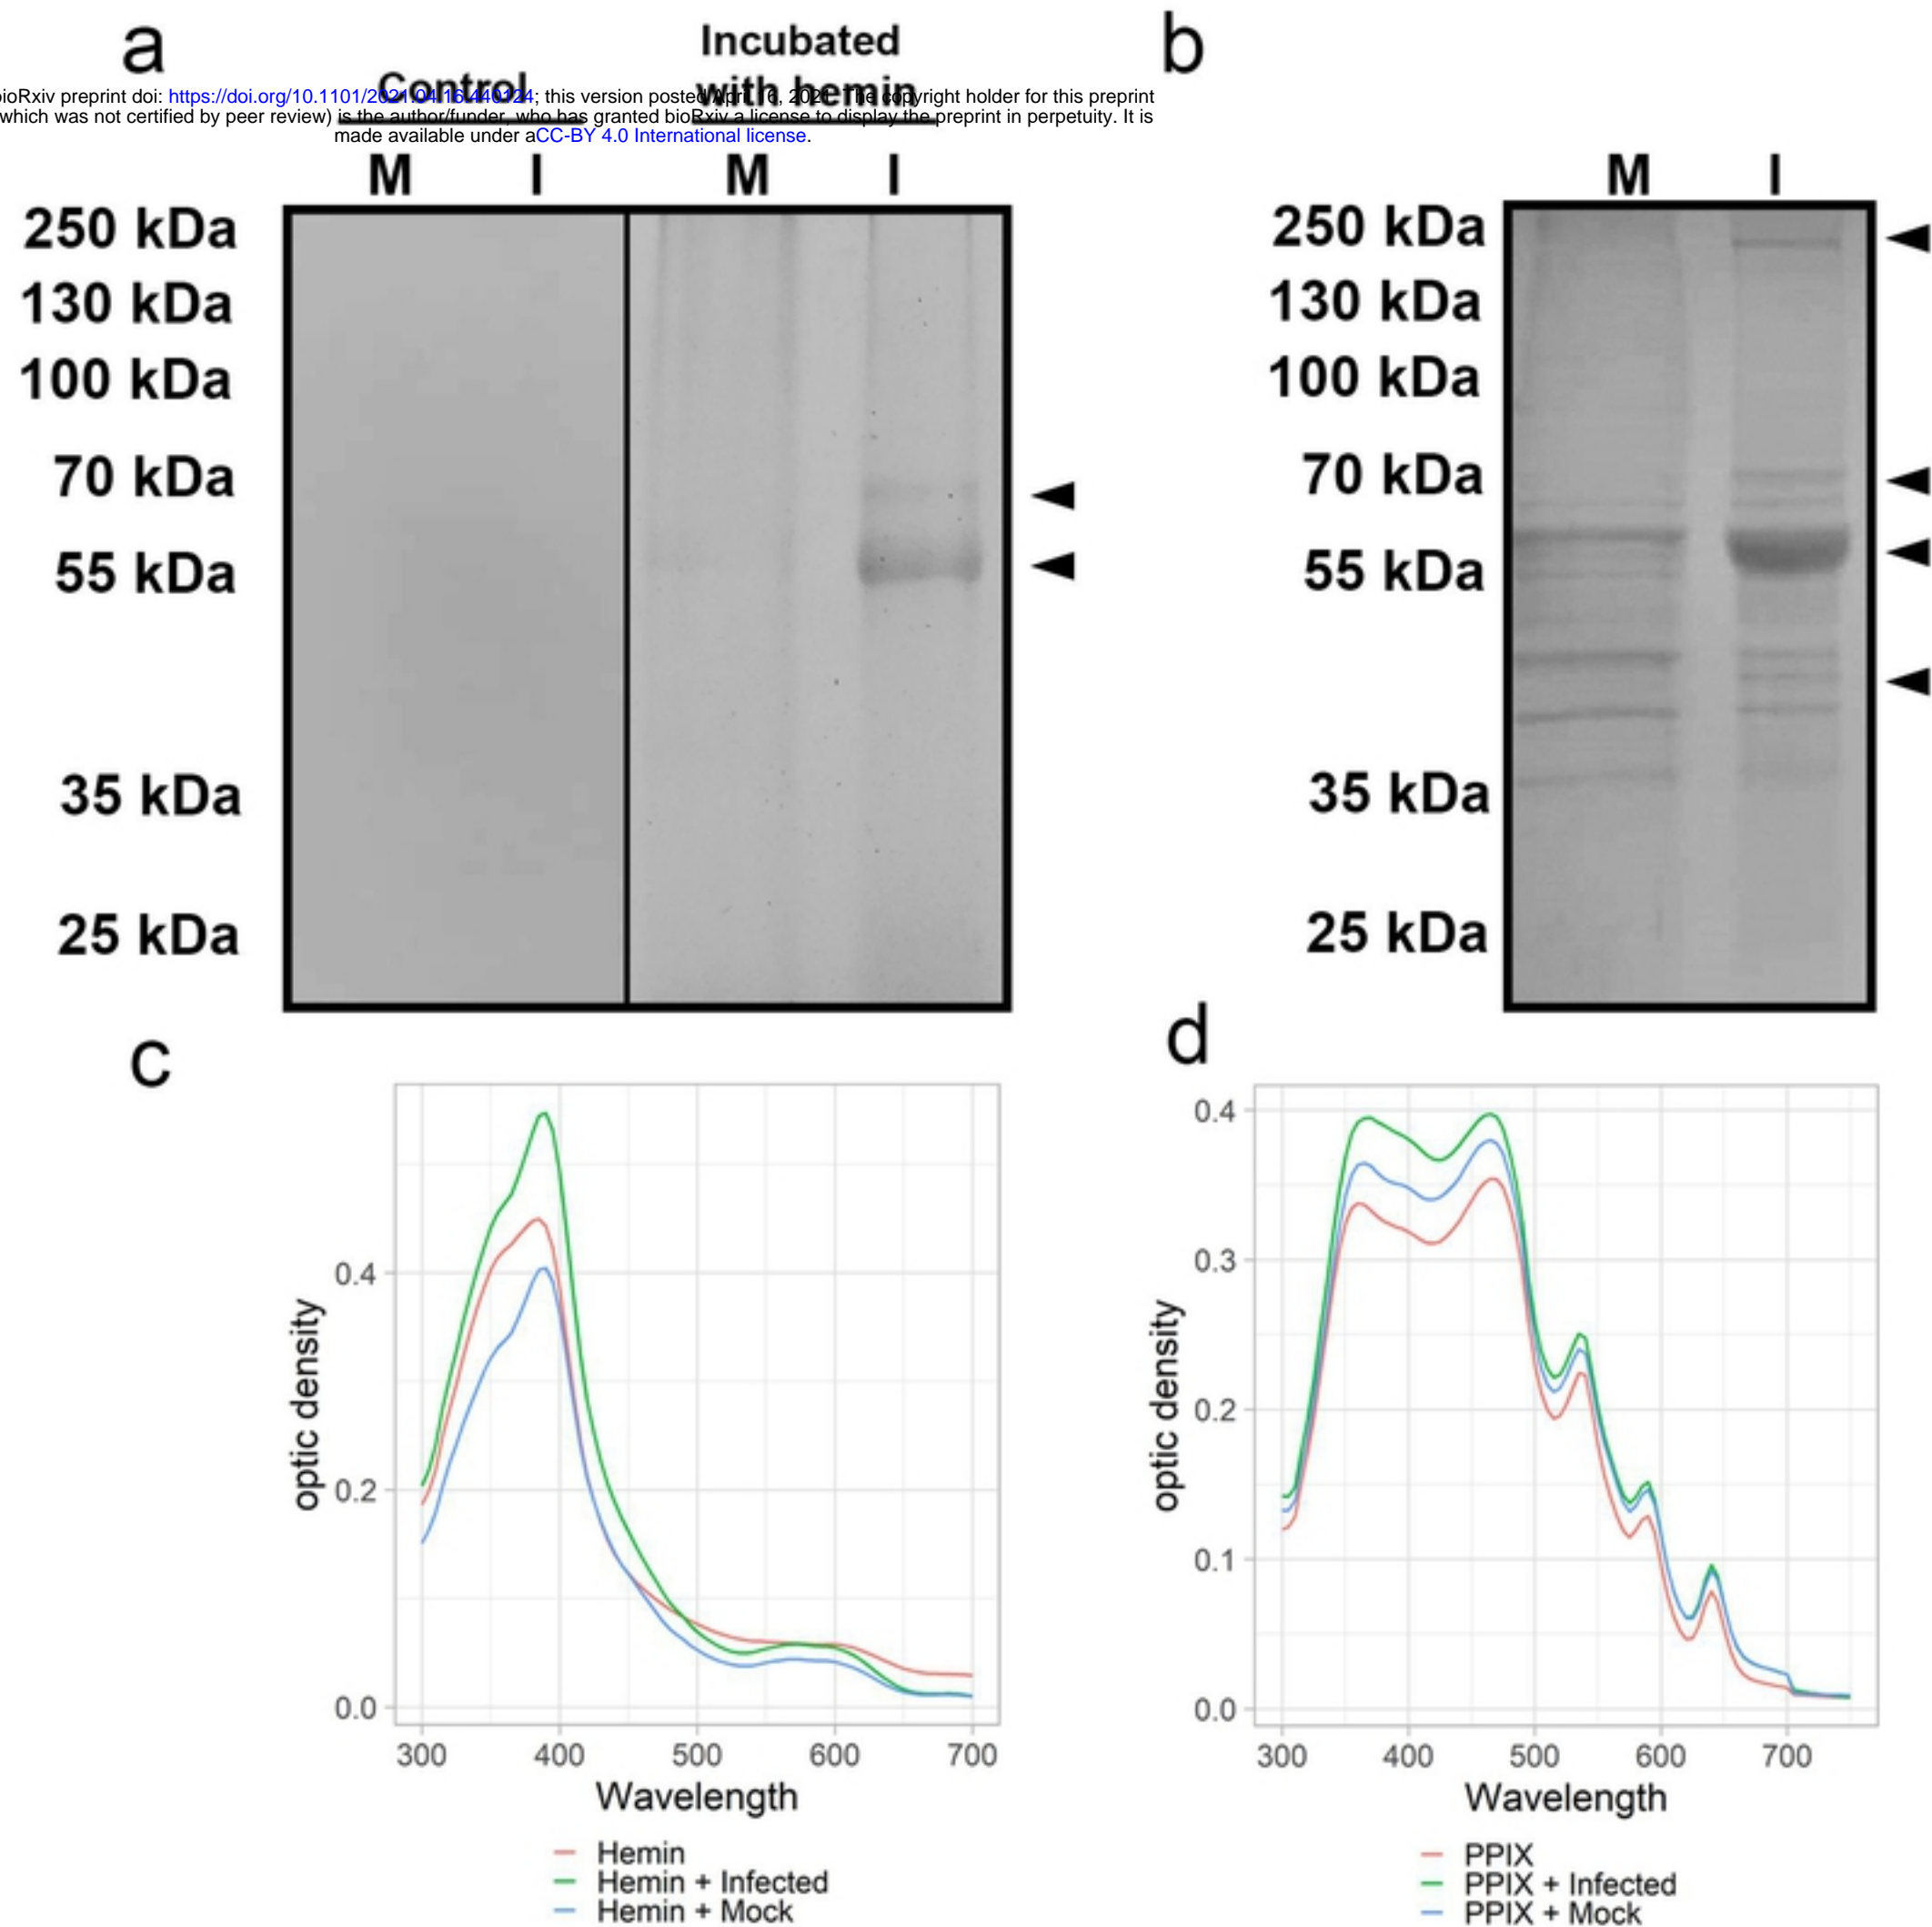 a
Control
Incubated
with hemin
b
bioRxiv preprint doi: https://doi.org/10.1101/2021.04.16.440124; this version posted April 16, 2021. The copyright holder for this preprint
which was not certified by peer review) is the author/funder, who has granted bioRxiv a license to display the preprint in perpetuity. It is
made available under aCC-BY 4.0 International license.
M I M I
250 kDa
130 kDa
100 kDa
70 kDa
55 kDa
35 kDa
25 kDa
M I
250 kDa
130 kDa
100 kDa
70 kDa
55 kDa
35 kDa
25 kDa
c
optic density
0.4
0.2
0.0
300 400 500 600 700
Wavelength
Hemin
Hemin + Infected
Hemin + Mock
d
optic density
0.4
0.3
0.2
0.1
0.0
300 400 500 600 700
Wavelength
PPIX
PPIX + Infected
PPIX + Mock